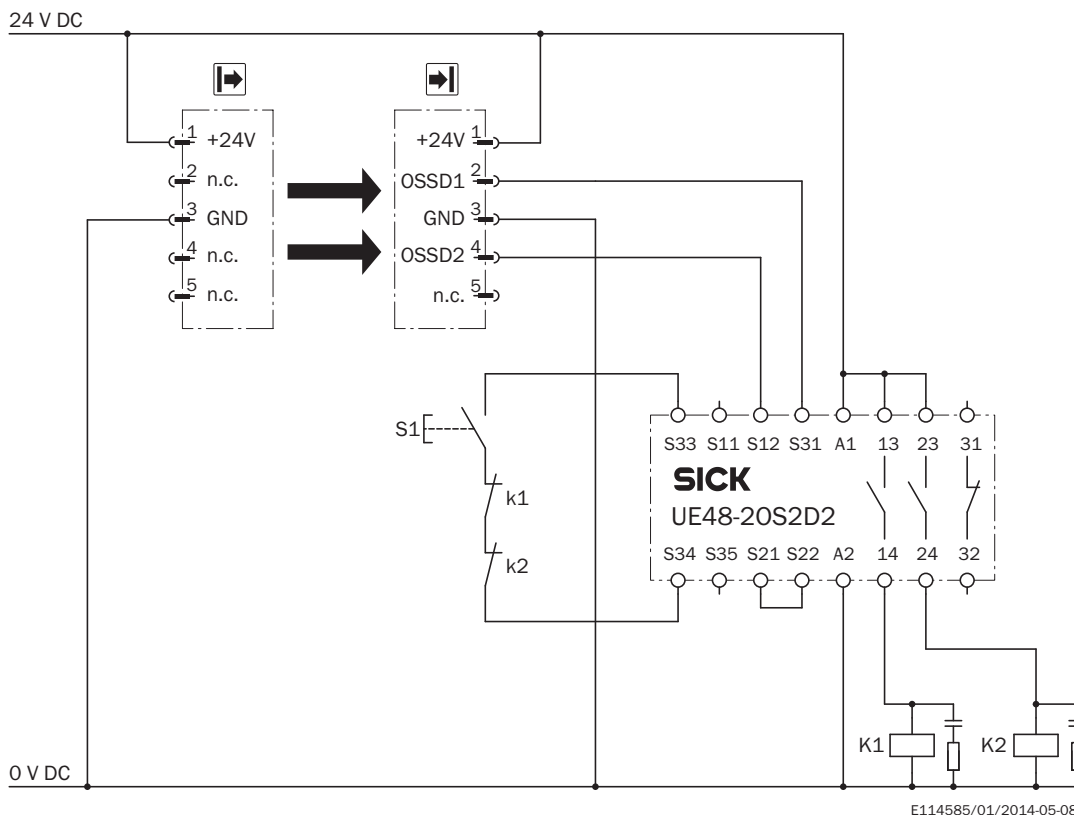 24 V DC
1 +24V
2 n.c.
3 GND
4 n.c.
5 n.c.
+24V 1
OSSD1 2
GND 3
OSSD2 4
n.c. 5
S1
k1
k2
S33 S11 S12 S31 A1 13 23 31
SICK
UE48-20S2D2
S34 S35 S21 S22 A2 14 24 32
K1
K2
0 V DC
E114585/01/2014-05-08